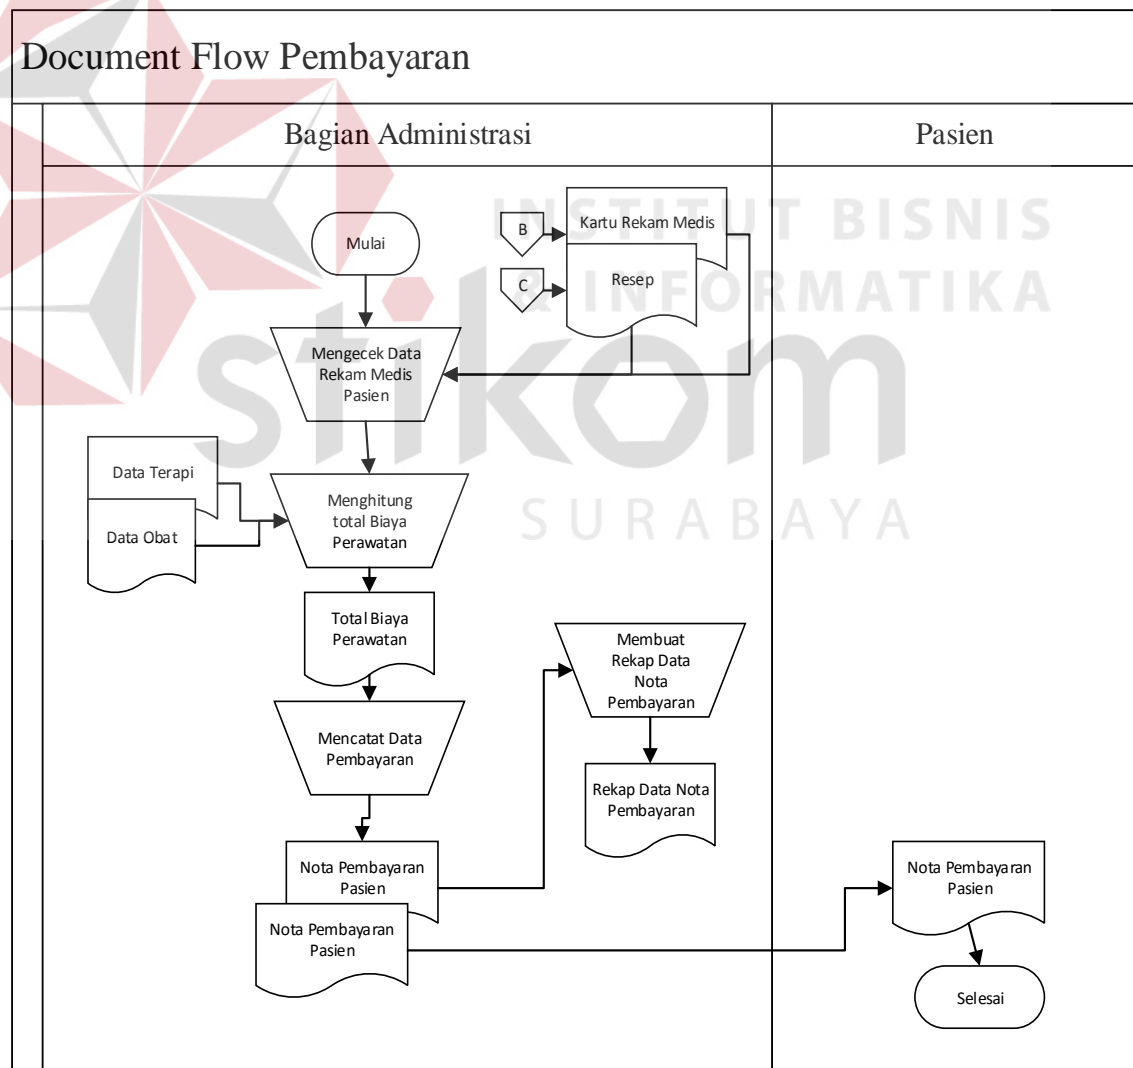 Document Flow Pembayaran
Bagian Administrasi
Pasien
INSTITUT BISNIS
& INFORMATIKA
stikom
SURABAYA
Mulai
B
Kartu Rekam Medis
C
Resep
Mengecek Data
Rekam Medis
Pasien
Data Terapi
Data Obat
Menghitung
total Biaya
Perawatan
Total Biaya
Perawatan
Membuat
Rekap Data
Nota
Pembayaran
Mencatat Data
Pembayaran
Rekap Data Nota
Pembayaran
Nota Pembayaran
Pasien
Nota Pembayaran
Pasien
Nota Pembayaran
Pasien
Selesai